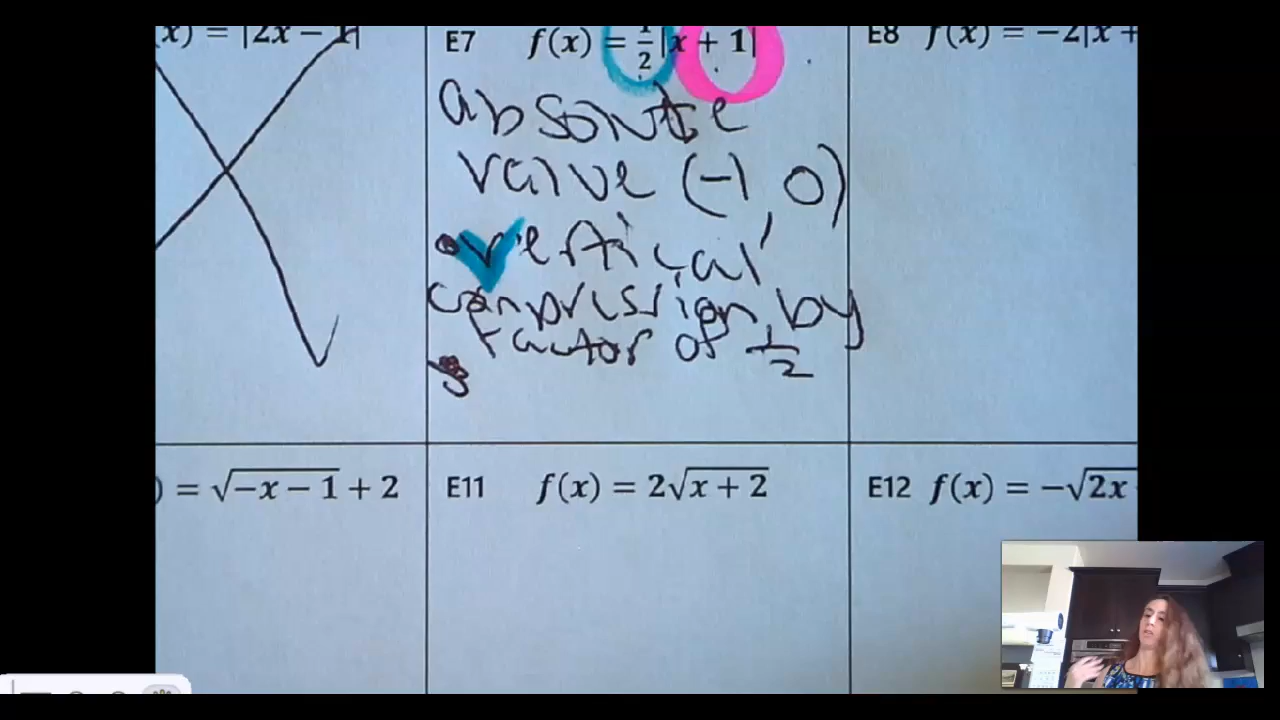 (x) = |2x − 1|
E7 f(x) = 1/2|x + 1|
E8 f(x) = −2|x +
absolute
value (-1, 0)
• vertical
compression by
factor of 1/2
) = √−x − 1 + 2
E11 f(x) = 2√x + 2
E12 f(x) = −√2x